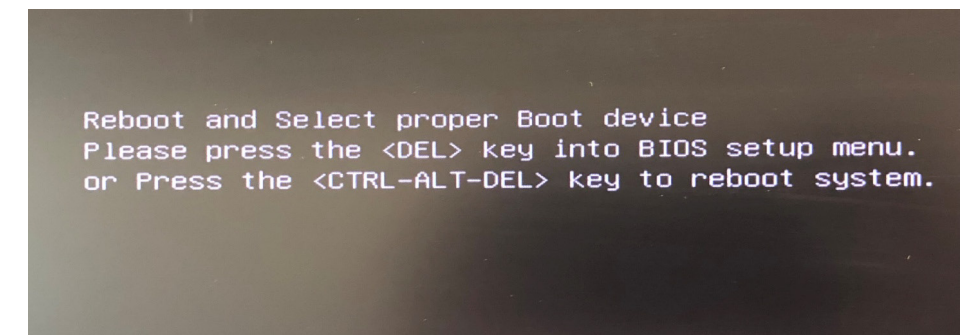 Reboot and Select proper Boot device
Please press the <DEL> key into BIOS setup menu.
or Press the <CTRL-ALT-DEL> key to reboot system.